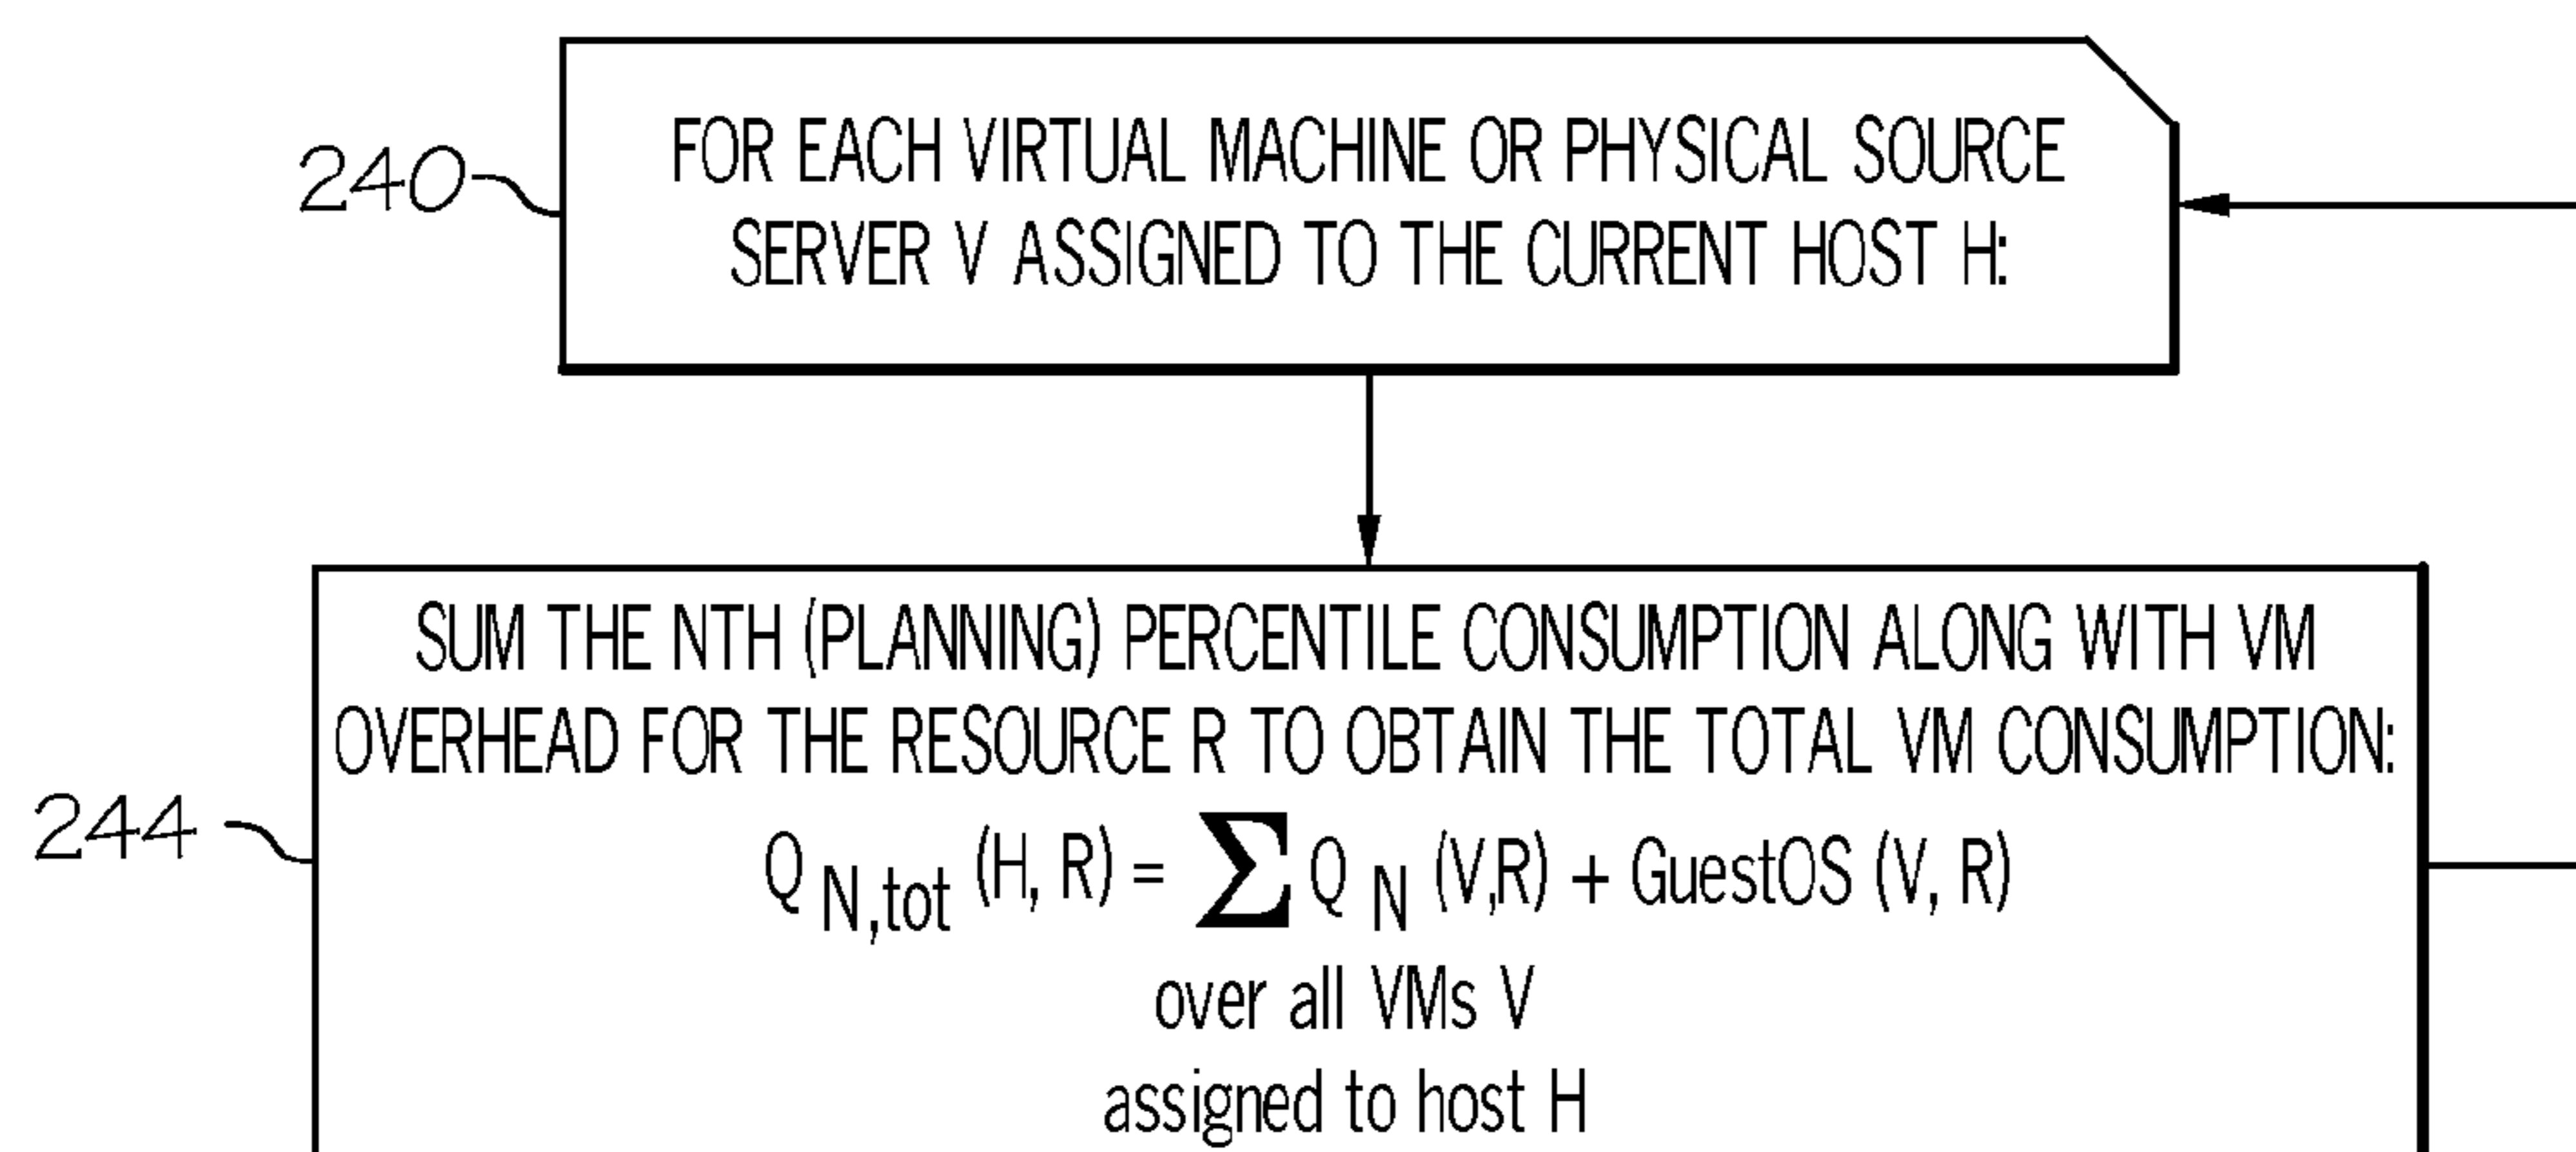 FOR EACH VIRTUAL MACHINE OR PHYSICAL SOURCE
240
SERVER V ASSIGNED TO THE CURRENT HOST H:
SUM THE NTH (PLANNING) PERCENTILE CONSUMPTION ALONG WITH VM
OVERHEAD FOR THE RESOURCE R TO OBTAIN THE TOTAL VM CONSUMPTION:
244
Q N,tot (H, R) = Σ Q N (V,R) + GuestOS (V, R)
over all VMs V
assigned to host H